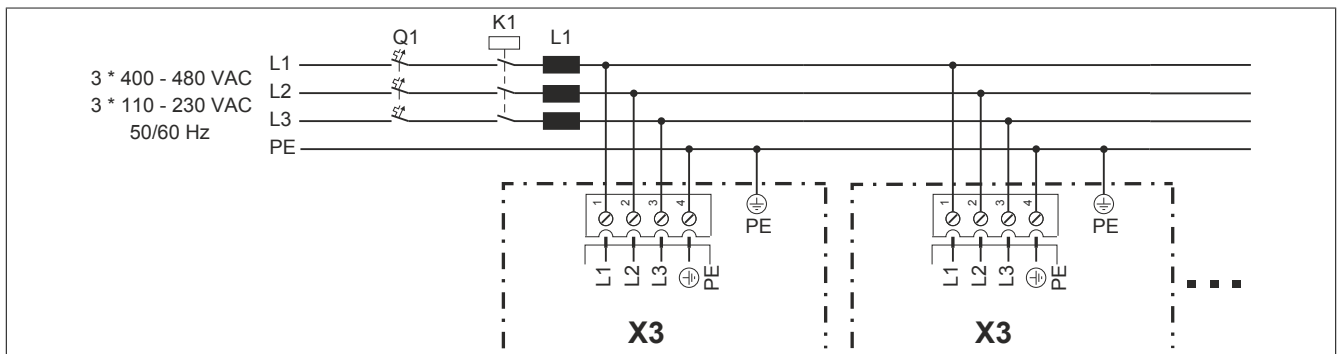 Q1 K1 L1
3 * 400 - 480 VAC
3 * 110 - 230 VAC
50/60 Hz
L1
L2
L3
PE
1 2 3 4
PE
L1 L2 L3 PE
X3
1 2 3 4
PE
L1 L2 L3 PE
X3